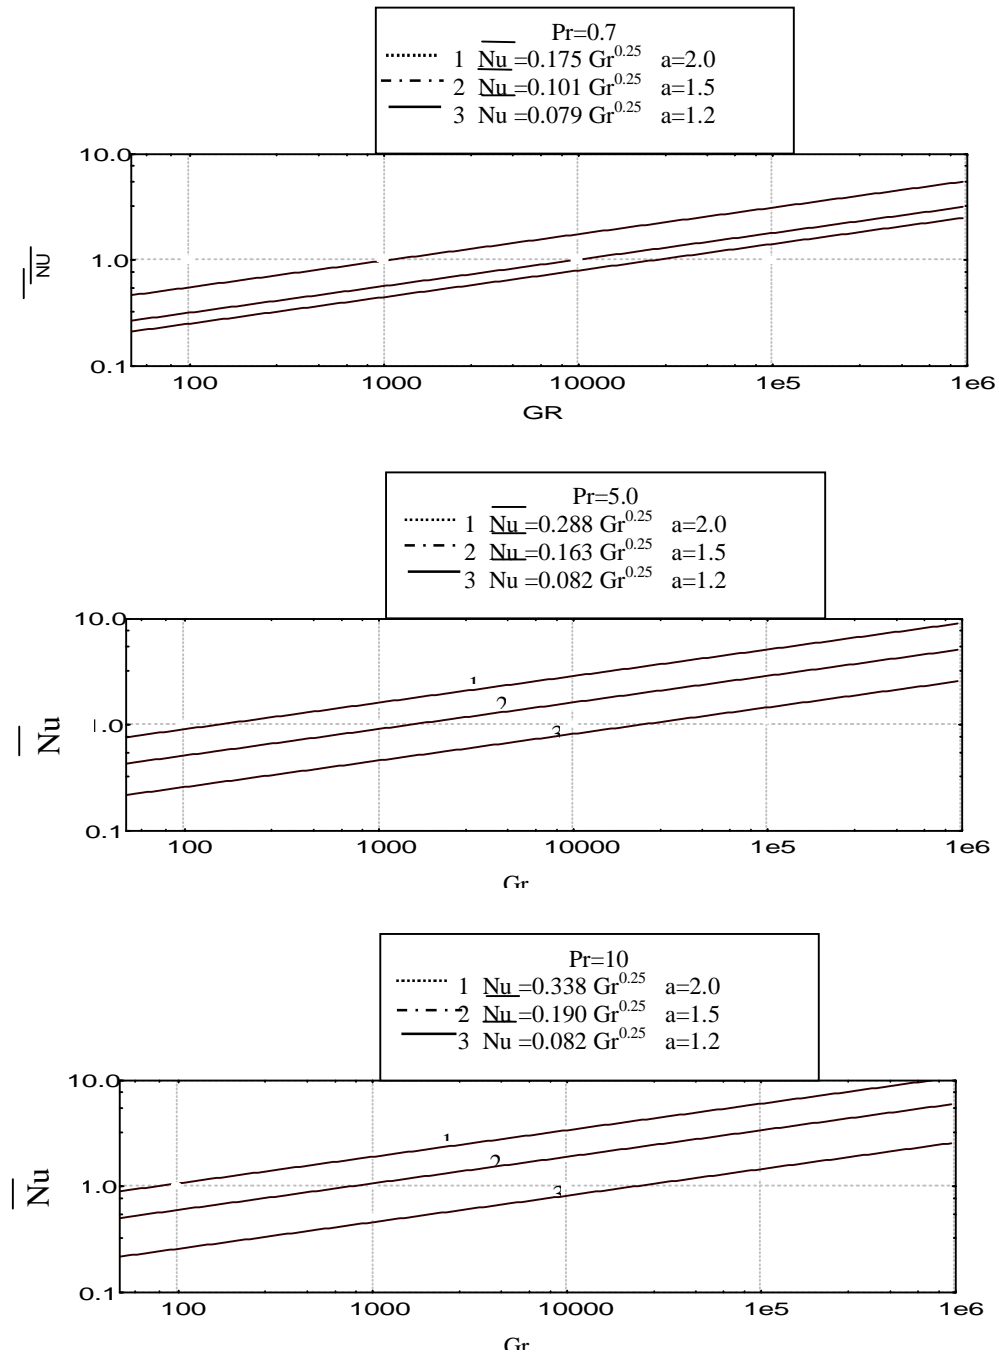 Pr=0.7
1 Nu =0.175 Gr^0.25 a=2.0
2 Nu =0.101 Gr^0.25 a=1.5
3 Nu =0.079 Gr^0.25 a=1.2
10.0
NU
1.0
0.1
100 1000 10000 1e5 1e6
GR
Pr=5.0
1 Nu =0.288 Gr^0.25 a=2.0
2 Nu =0.163 Gr^0.25 a=1.5
3 Nu =0.082 Gr^0.25 a=1.2
10.0
1
2
Nu
1.0
3
0.1
100 1000 10000 1e5 1e6
Gr
Pr=10
1 Nu =0.338 Gr^0.25 a=2.0
2 Nu =0.190 Gr^0.25 a=1.5
3 Nu =0.082 Gr^0.25 a=1.2
10.0
1
2
Nu
1.0
3
0.1
100 1000 10000 1e5 1e6
Gr